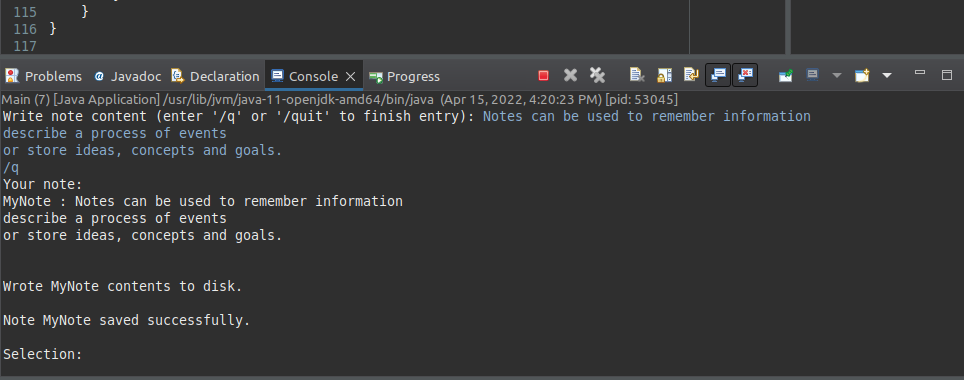 115 }
116 }
117
Problems @ Javadoc Declaration Console Progress
Main (7) [Java Application] /usr/lib/jvm/java-11-openjdk-amd64/bin/java (Apr 15, 2022, 4:20:23 PM) [pid: 53045]
Write note content (enter '/q' or '/quit' to finish entry): Notes can be used to remember information
describe a process of events
or store ideas, concepts and goals.
/q
Your note:
MyNote : Notes can be used to remember information
describe a process of events
or store ideas, concepts and goals.
Wrote MyNote contents to disk.
Note MyNote saved successfully.
Selection: